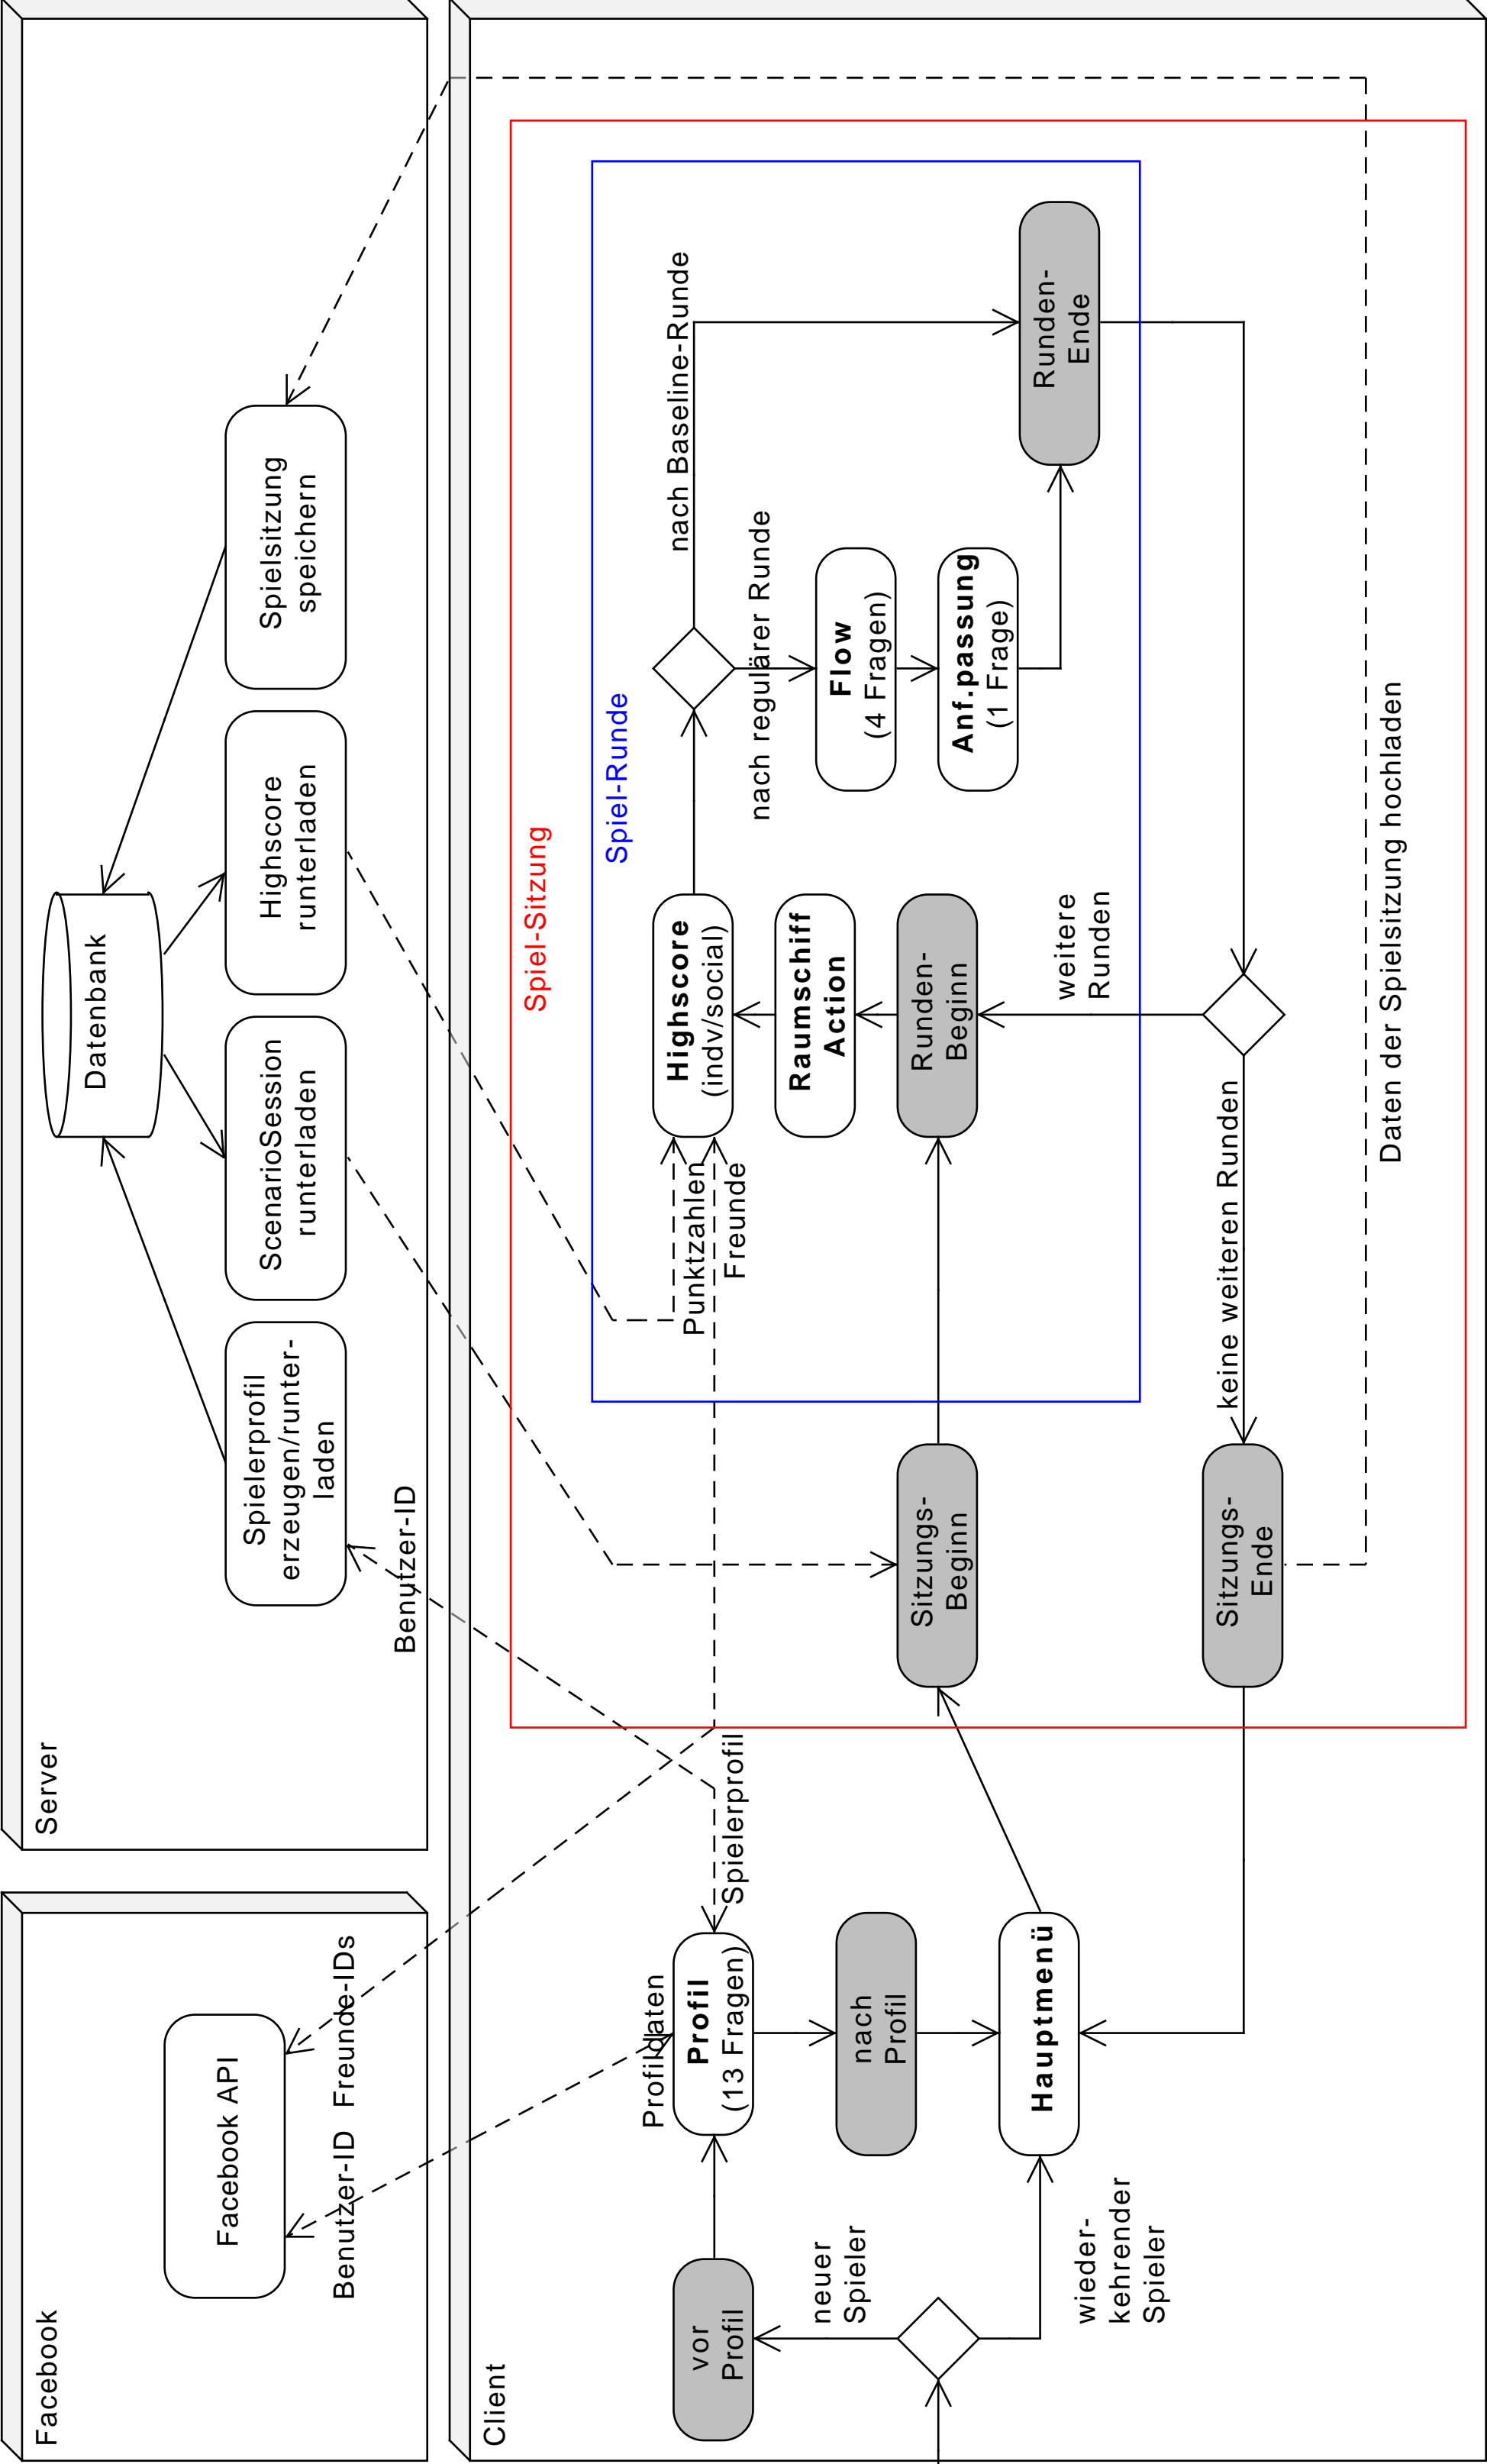 Facebook
Facebook API
Benutzer-ID
Freunde-IDs
Server
Datenbank
Spielerprofil
erzeugen/runter-
laden
ScenarioSession
runterladen
Highscore
runterladen
Spielsitzung
speichern
Benutzer-ID
Client
vor
Profil
neuer
Spieler
wieder-
kehrender
Spieler
Profildaten
Profil
(13 Fragen)
Spielerprofil
nach
Profil
Hauptmenü
Spiel-Sitzung
Sitzungs-
Beginn
Sitzungs-
Ende
Spiel-Runde
Punktzahlen
Freunde
Highscore
(indv/social)
Raumschiff
Action
Runden-
Beginn
weitere
Runden
keine weiteren Runden
nach Baseline-Runde
nach regulärer Runde
Flow
(4 Fragen)
Anf.passung
(1 Frage)
Runden-
Ende
Daten der Spielsitzung hochladen